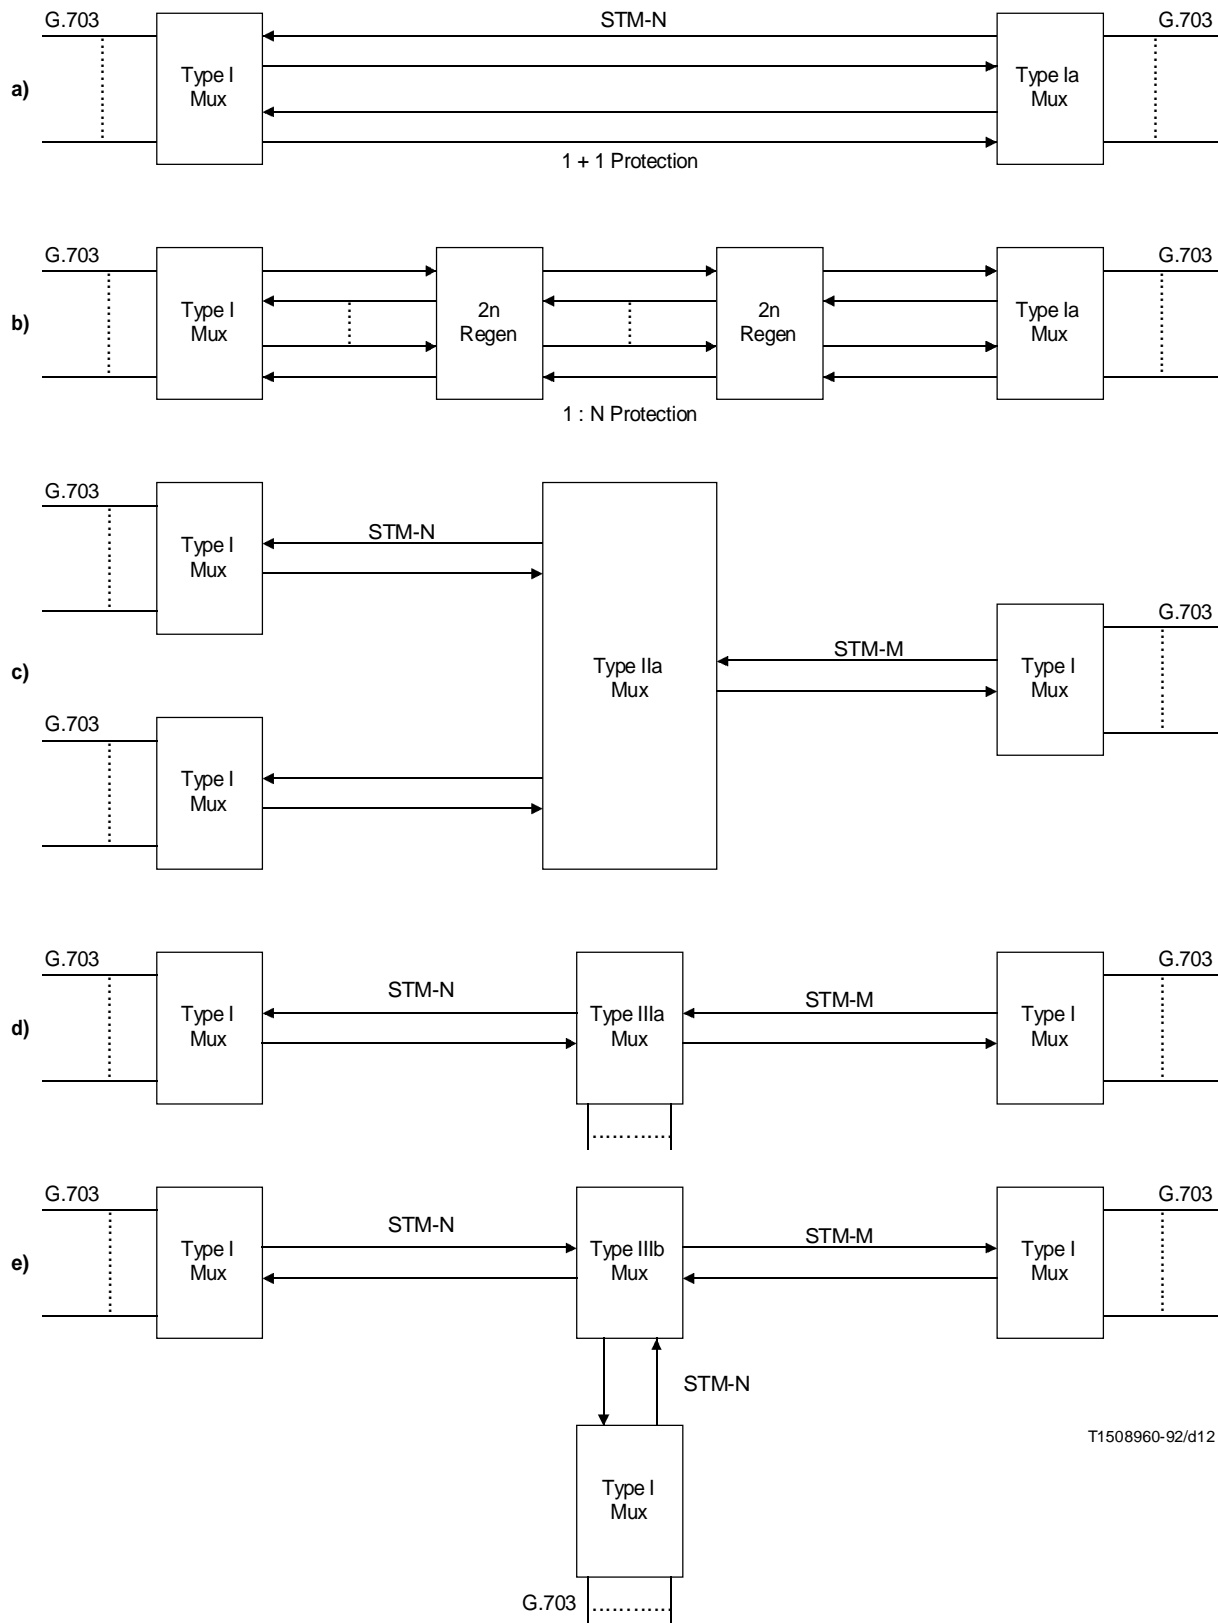 G.703
STM-N
G.703
a)
Type I
Mux
Type Ia
Mux
1 + 1 Protection
G.703
G.703
b)
Type I
Mux
2n
Regen
2n
Regen
Type Ia
Mux
1 : N Protection
G.703
Type I
Mux
STM-N
G.703
c)
Type IIa
Mux
STM-M
Type I
Mux
G.703
Type I
Mux
G.703
G.703
d)
Type I
Mux
STM-N
Type IIIa
Mux
STM-M
Type I
Mux
G.703
G.703
e)
Type I
Mux
STM-N
Type IIIb
Mux
STM-M
Type I
Mux
STM-N
T1508960-92/d12
Type I
Mux
G.703